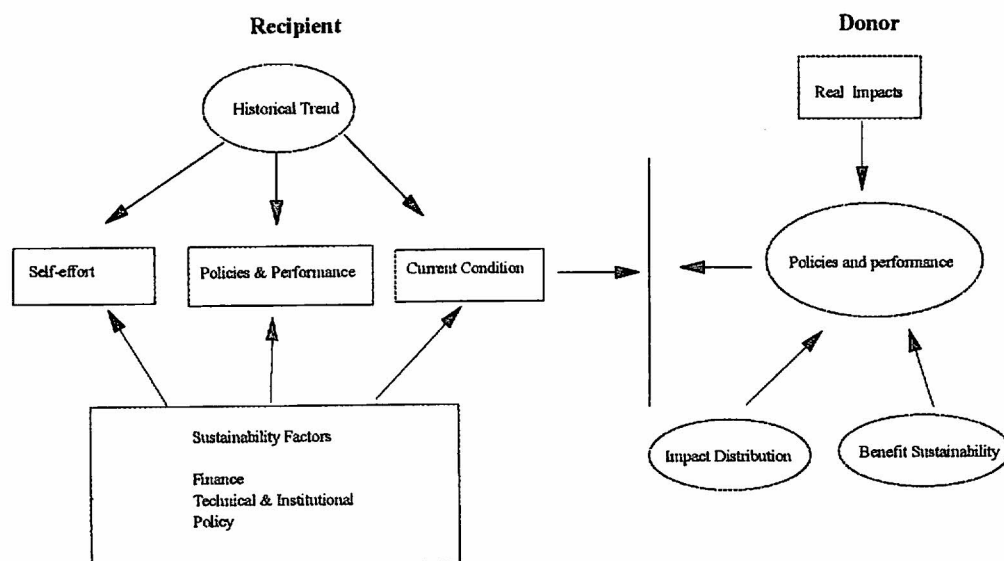 Recipient
Donor
Historical Trend
Real Impacts
Self-effort
Policies & Performance
Current Condition
Policies and performance
Sustainability Factors
Finance
Technical & Institutional
Policy
Impact Distribution
Benefit Sustainability